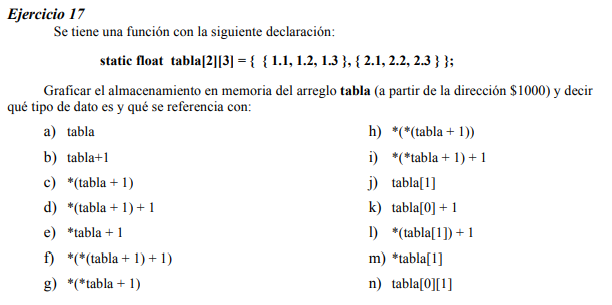 Ejercicio 17
Se tiene una función con la siguiente declaración:
static float tabla[2][3] = { { 1.1, 1.2, 1.3 }, { 2.1, 2.2, 2.3 } };
Graficar el almacenamiento en memoria del arreglo tabla (a partir de la dirección $1000) y decir
qué tipo de dato es y qué se referencia con:
a) tabla
b) tabla+1
c) *(tabla + 1)
d) *(tabla + 1) + 1
e) *tabla + 1
f) *(*(tabla + 1) + 1)
g) *(*tabla + 1)
h) *(*(tabla + 1))
i) *(*tabla + 1) + 1
j) tabla[1]
k) tabla[0] + 1
l) *(tabla[1]) + 1
m) *tabla[1]
n) tabla[0][1]